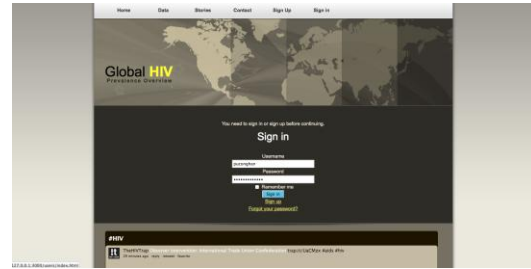 Home Data Stories Contact Sign Up Sign in
Global HIV
Prevalence Overview
You need to sign in or sign up before continuing.
Sign in
Username
Password
Remember me
Sign in
Sign up
Forgot your password?
#HIV
TheHIVTrap